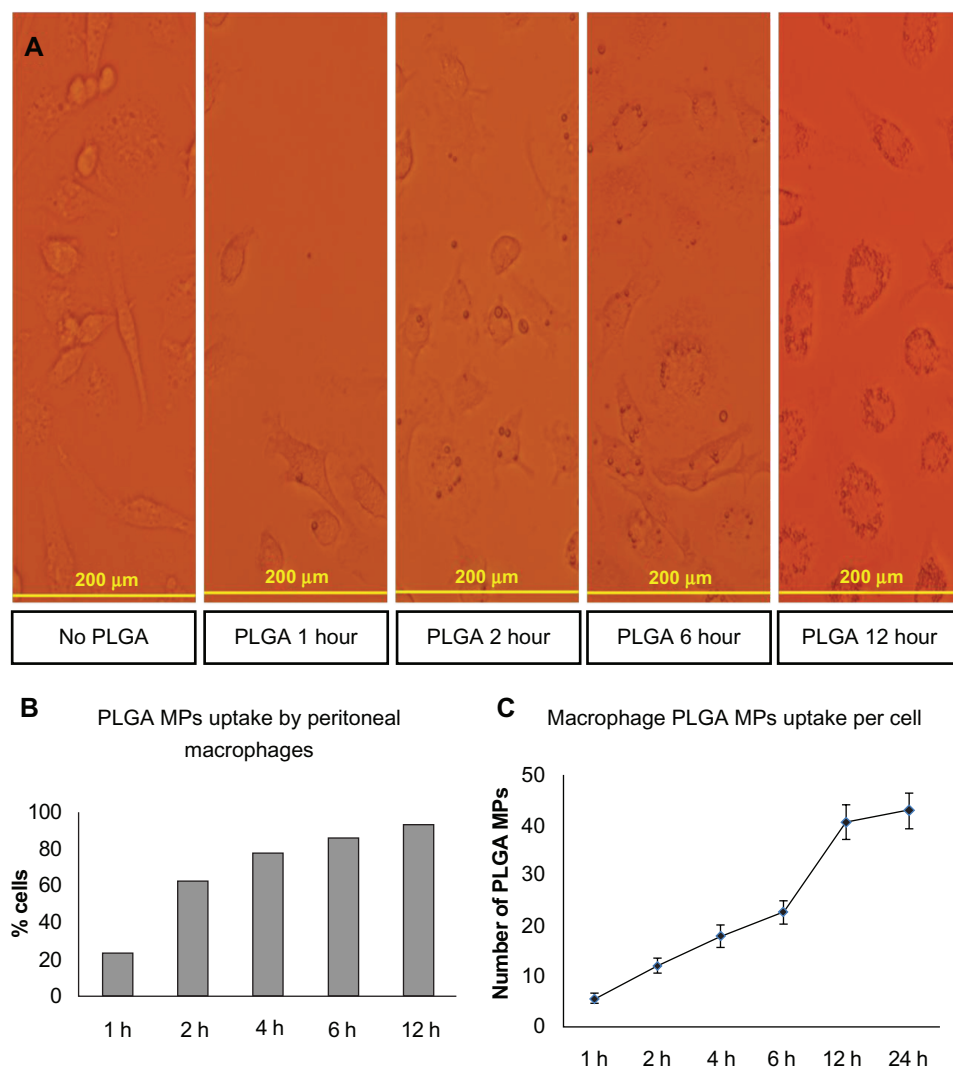 A
200 µm
200 µm
200 µm
200 µm
200 µm
No PLGA
PLGA 1 hour
PLGA 2 hour
PLGA 6 hour
PLGA 12 hour
B
PLGA MPs uptake by peritoneal
macrophages
% cells
100
80
60
40
20
0
1 h
2 h
4 h
6 h
12 h
C
Macrophage PLGA MPs uptake per cell
Number of PLGA MPs
50
40
30
20
10
0
1 h
2 h
4 h
6 h
12 h
24 h